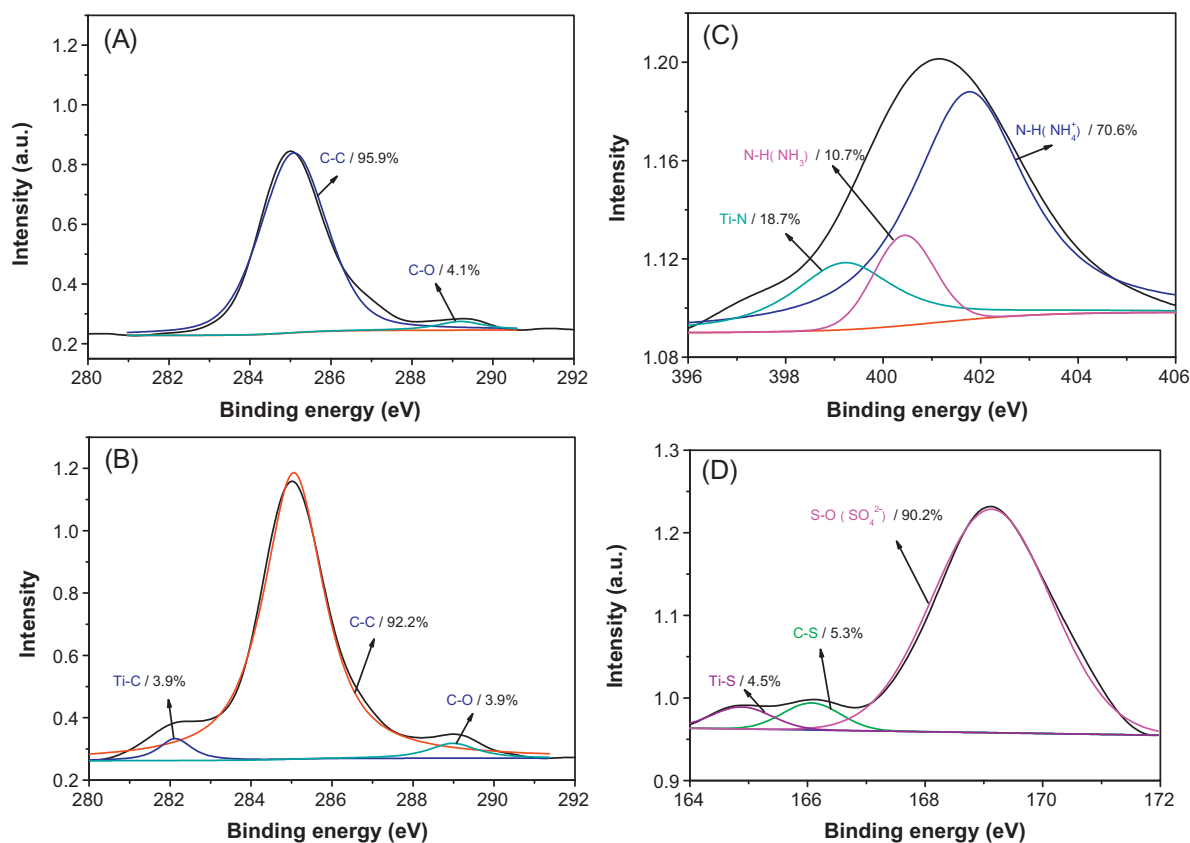 (A)
1.2
1.0
0.8
0.6
0.4
0.2
Intensity (a.u.)
C-C / 95.9%
C-O / 4.1%
280 282 284 286 288 290 292
Binding energy (eV)
(C)
1.20
1.16
1.12
1.08
Intensity
N-H( NH₄⁺) / 70.6%
N-H( NH₃) / 10.7%
Ti-N / 18.7%
396 398 400 402 404 406
Binding energy (eV)
(B)
1.2
1.0
0.8
0.6
0.4
0.2
Intensity
C-C / 92.2%
Ti-C / 3.9%
C-O / 3.9%
280 282 284 286 288 290 292
Binding energy (eV)
(D)
1.3
1.2
1.1
1.0
0.9
Intensity (a.u.)
S-O ( SO₄²⁻) / 90.2%
C-S / 5.3%
Ti-S / 4.5%
164 166 168 170 172
Binding energy (eV)